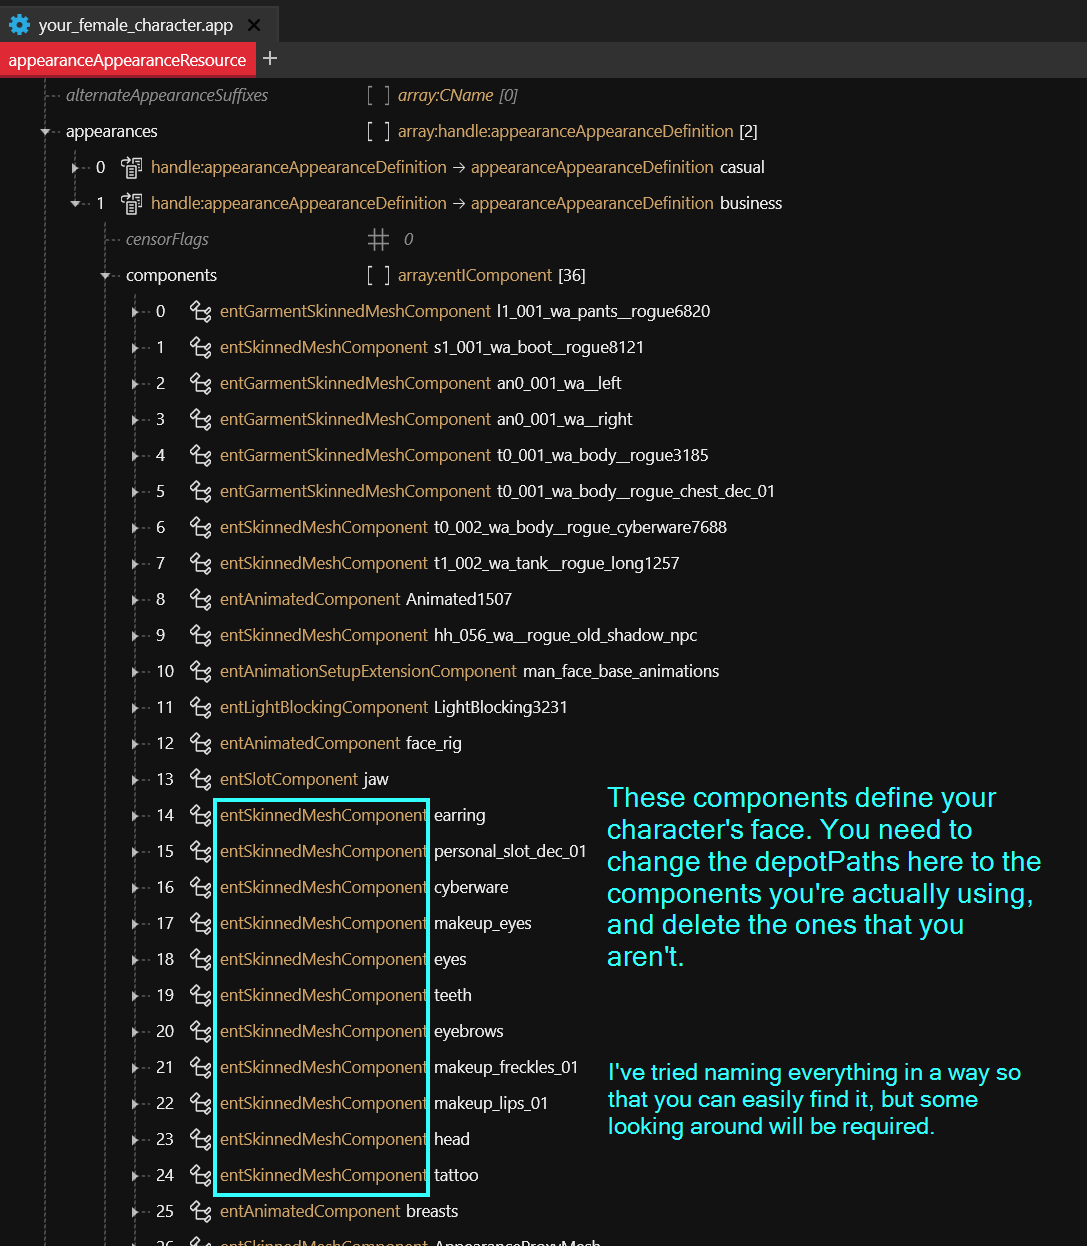 your_female_character.app
appearanceAppearanceResource
alternateAppearanceSuffixes [ ] array:CName [0]
appearances [ ] array:handle:appearanceAppearanceDefinition [2]
0 handle:appearanceAppearanceDefinition → appearanceAppearanceDefinition casual
1 handle:appearanceAppearanceDefinition → appearanceAppearanceDefinition business
censorFlags 0
components [ ] array:entIComponent [36]
0 entGarmentSkinnedMeshComponent l1_001_wa_pants__rogue6820
1 entSkinnedMeshComponent s1_001_wa_boot__rogue8121
2 entGarmentSkinnedMeshComponent an0_001_wa__left
3 entGarmentSkinnedMeshComponent an0_001_wa__right
4 entGarmentSkinnedMeshComponent t0_001_wa_body__rogue3185
5 entGarmentSkinnedMeshComponent t0_001_wa_body__rogue_chest_dec_01
6 entSkinnedMeshComponent t0_002_wa_body__rogue_cyberware7688
7 entSkinnedMeshComponent t1_002_wa_tank__rogue_long1257
8 entAnimatedComponent Animated1507
9 entSkinnedMeshComponent hh_056_wa__rogue_old_shadow_npc
10 entAnimationSetupExtensionComponent man_face_base_animations
11 entLightBlockingComponent LightBlocking3231
12 entAnimatedComponent face_rig
13 entSlotComponent jaw
14 entSkinnedMeshComponent earring
15 entSkinnedMeshComponent personal_slot_dec_01
16 entSkinnedMeshComponent cyberware
17 entSkinnedMeshComponent makeup_eyes
18 entSkinnedMeshComponent eyes
19 entSkinnedMeshComponent teeth
20 entSkinnedMeshComponent eyebrows
21 entSkinnedMeshComponent makeup_freckles_01
22 entSkinnedMeshComponent makeup_lips_01
23 entSkinnedMeshComponent head
24 entSkinnedMeshComponent tattoo
25 entAnimatedComponent breasts
26 entSkinnedMeshComponent AppearanceProxyMesh
These components define your
character's face. You need to
change the depotPaths here to the
components you're actually using,
and delete the ones that you
aren't.
I've tried naming everything in a way so
that you can easily find it, but some
looking around will be required.